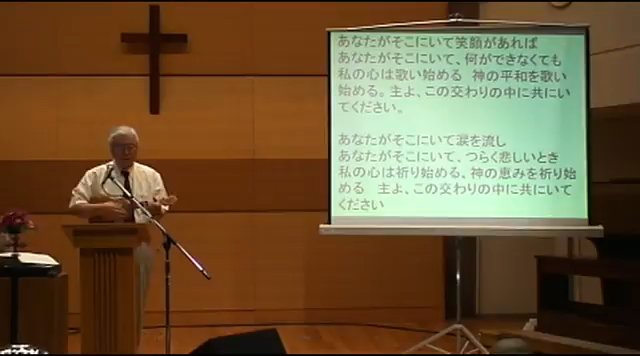 あなたがそこにいて笑顔があれば
あなたがそこにいて、何ができなくても
私の心は歌い始める　神の平和を歌い
始める。主よ、この交わりの中に共にい
てください。
あなたがそこにいて涙を流し
あなたがそこにいて、つらく悲しいとき
私の心は祈り始める、神の恵みを祈り始
める　主よ、この交わりの中に共にいて
ください